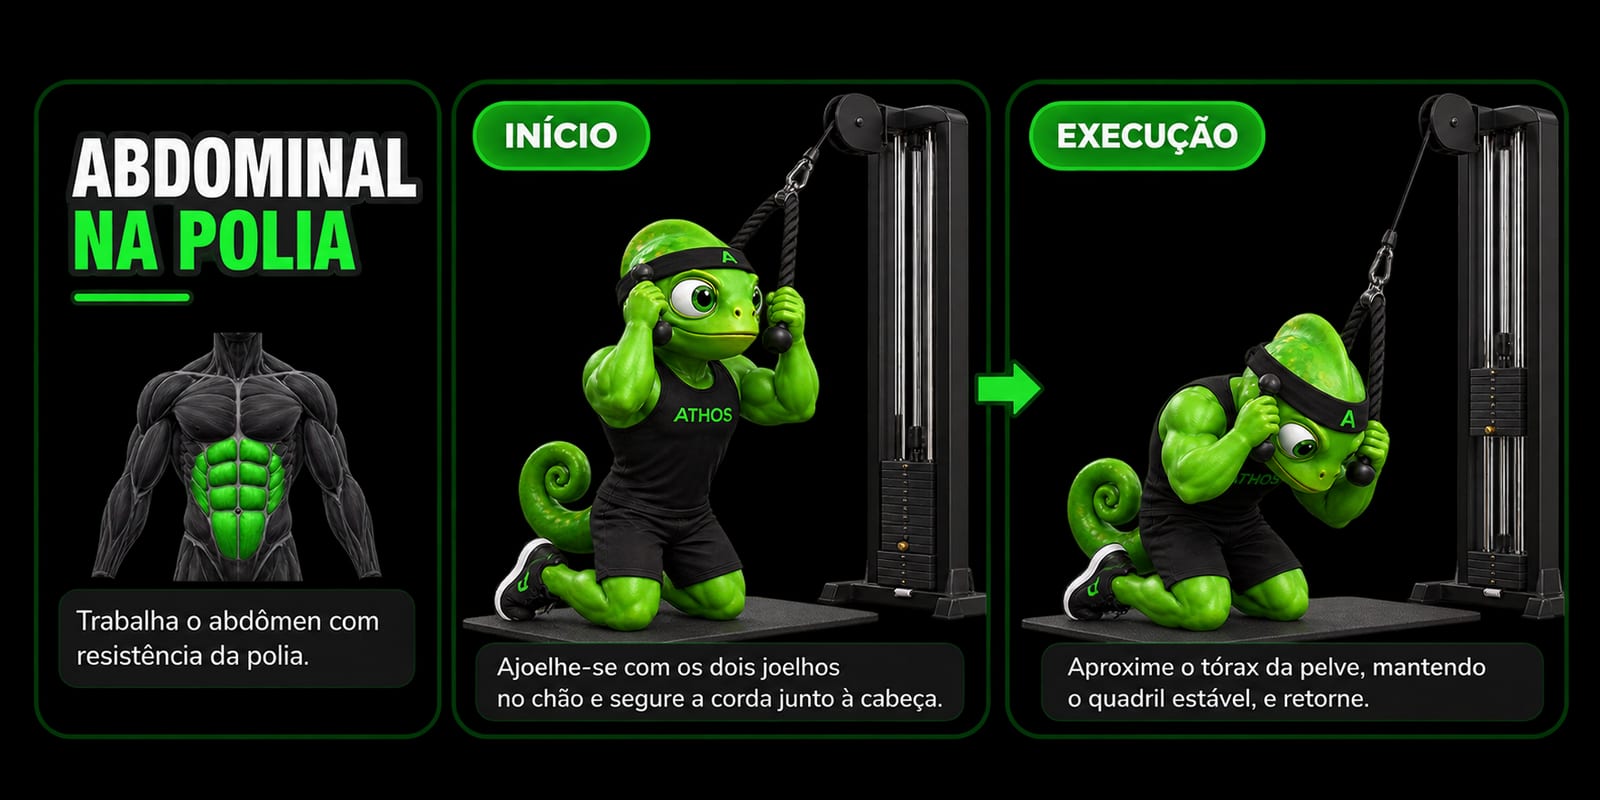 ABDOMINAL
NA POLIA
Trabalha o abdômen com
resistência da polia.
INÍCIO
A
ATHOS
Ajoelhe-se com os dois joelhos
no chão e segure a corda junto à cabeça.
EXECUÇÃO
A
ATHOS
Aproxime o tórax da pelve, mantendo
o quadril estável, e retorne.